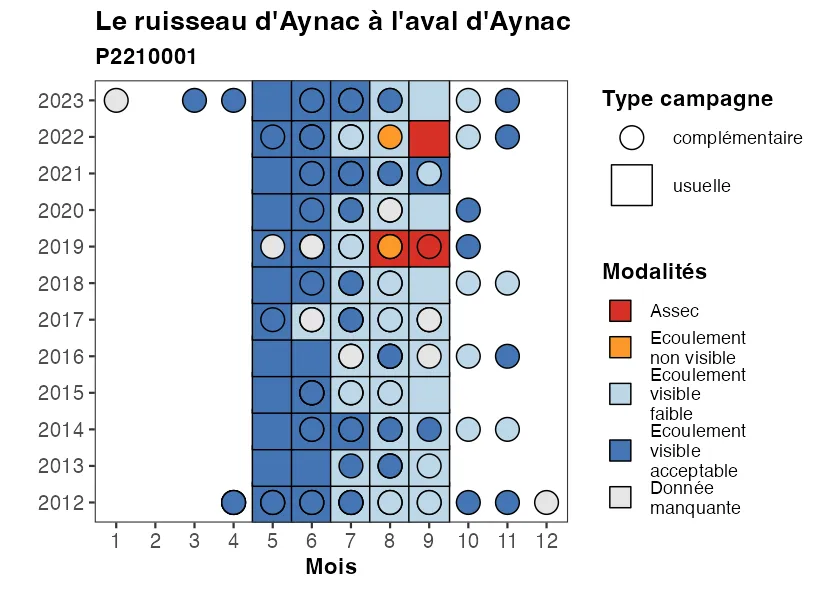 Le ruisseau d'Aynac à l'aval d'Aynac
P2210001
2023
2022
2021
2020
2019
2018
2017
2016
2015
2014
2013
2012
1 2 3 4 5 6 7 8 9 10 11 12
Mois
Type campagne
complémentaire
usuelle
Modalités
Assec
Ecoulement
non visible
Ecoulement
visible
faible
Ecoulement
visible
acceptable
Donnée
manquante